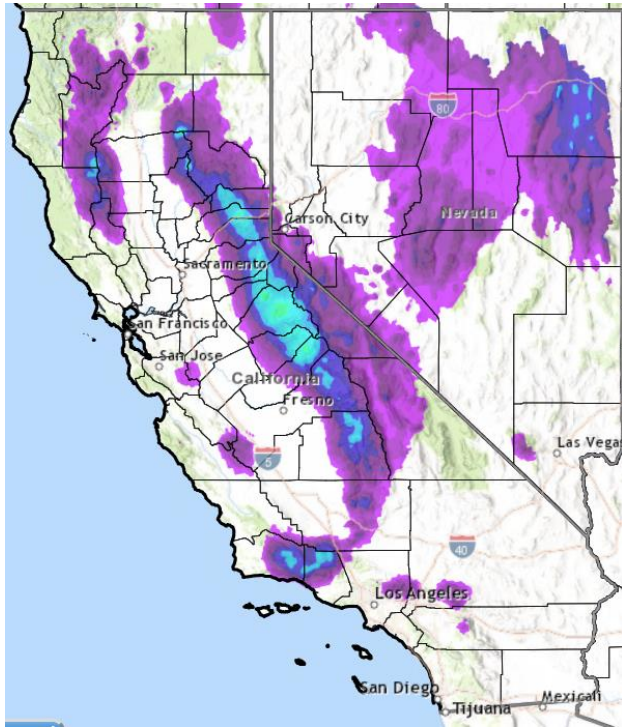 80
Carson City
Nevada
Sacramento
San Francisco
San Jose
California
Fresno
5
Las Vegas
40
Los Angeles
San Diego
Tijuana
Mexicali